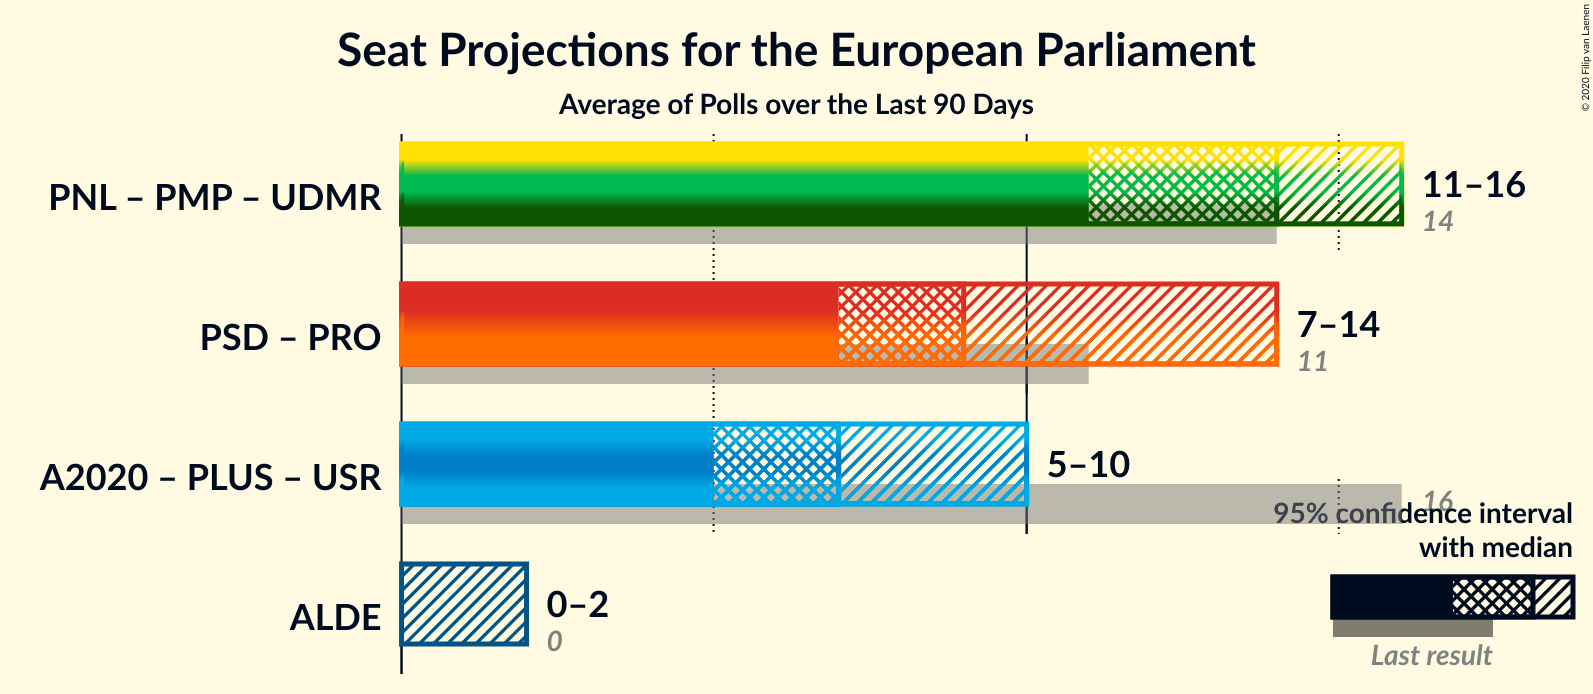 Seat Projections for the European Parliament
Average of Polls over the Last 90 Days
© 2020 Filip van Laenen
PNL – PMP – UDMR
11–16
14
PSD – PRO
7–14
11
A2020 – PLUS – USR
5–10
16
95% confidence interval
with median
ALDE
0–2
0
Last result